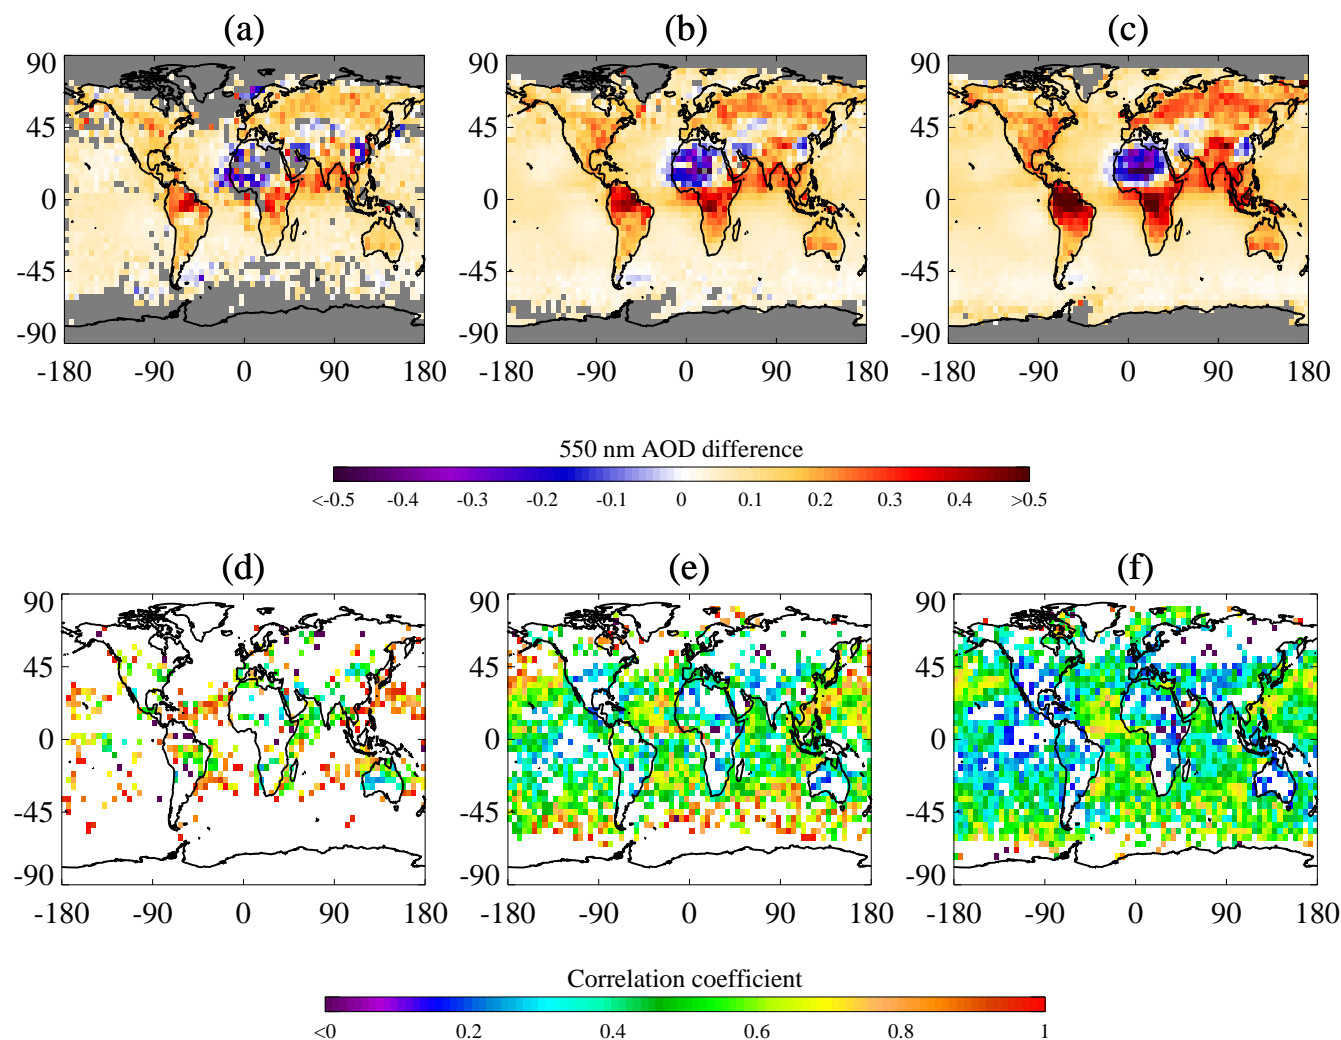 (a) (b) (c)
90 90 90
45 45 45
0 0 0
-45 -45 -45
-90 -90 -90
-180 -90 0 90 180 -180 -90 0 90 180 -180 -90 0 90 180
550 nm AOD difference
<-0.5 -0.4 -0.3 -0.2 -0.1 0 0.1 0.2 0.3 0.4 >0.5
(d) (e) (f)
90 90 90
45 45 45
0 0 0
-45 -45 -45
-90 -90 -90
-180 -90 0 90 180 -180 -90 0 90 180 -180 -90 0 90 180
Correlation coefficient
<0 0.2 0.4 0.6 0.8 1